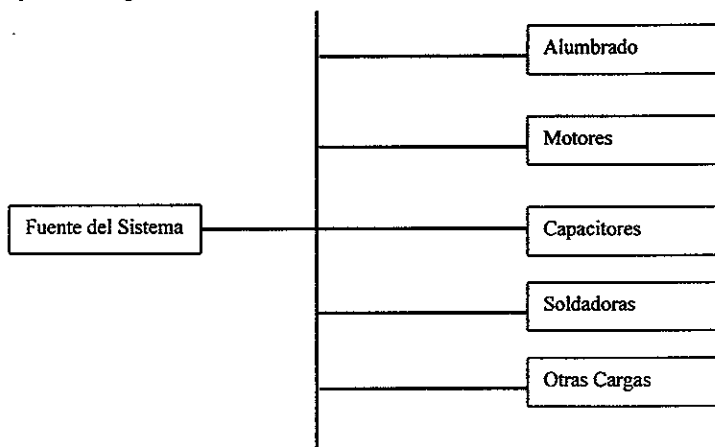 Alumbrado
Motores
Fuente del Sistema
Capacitores
Soldadoras
Otras Cargas